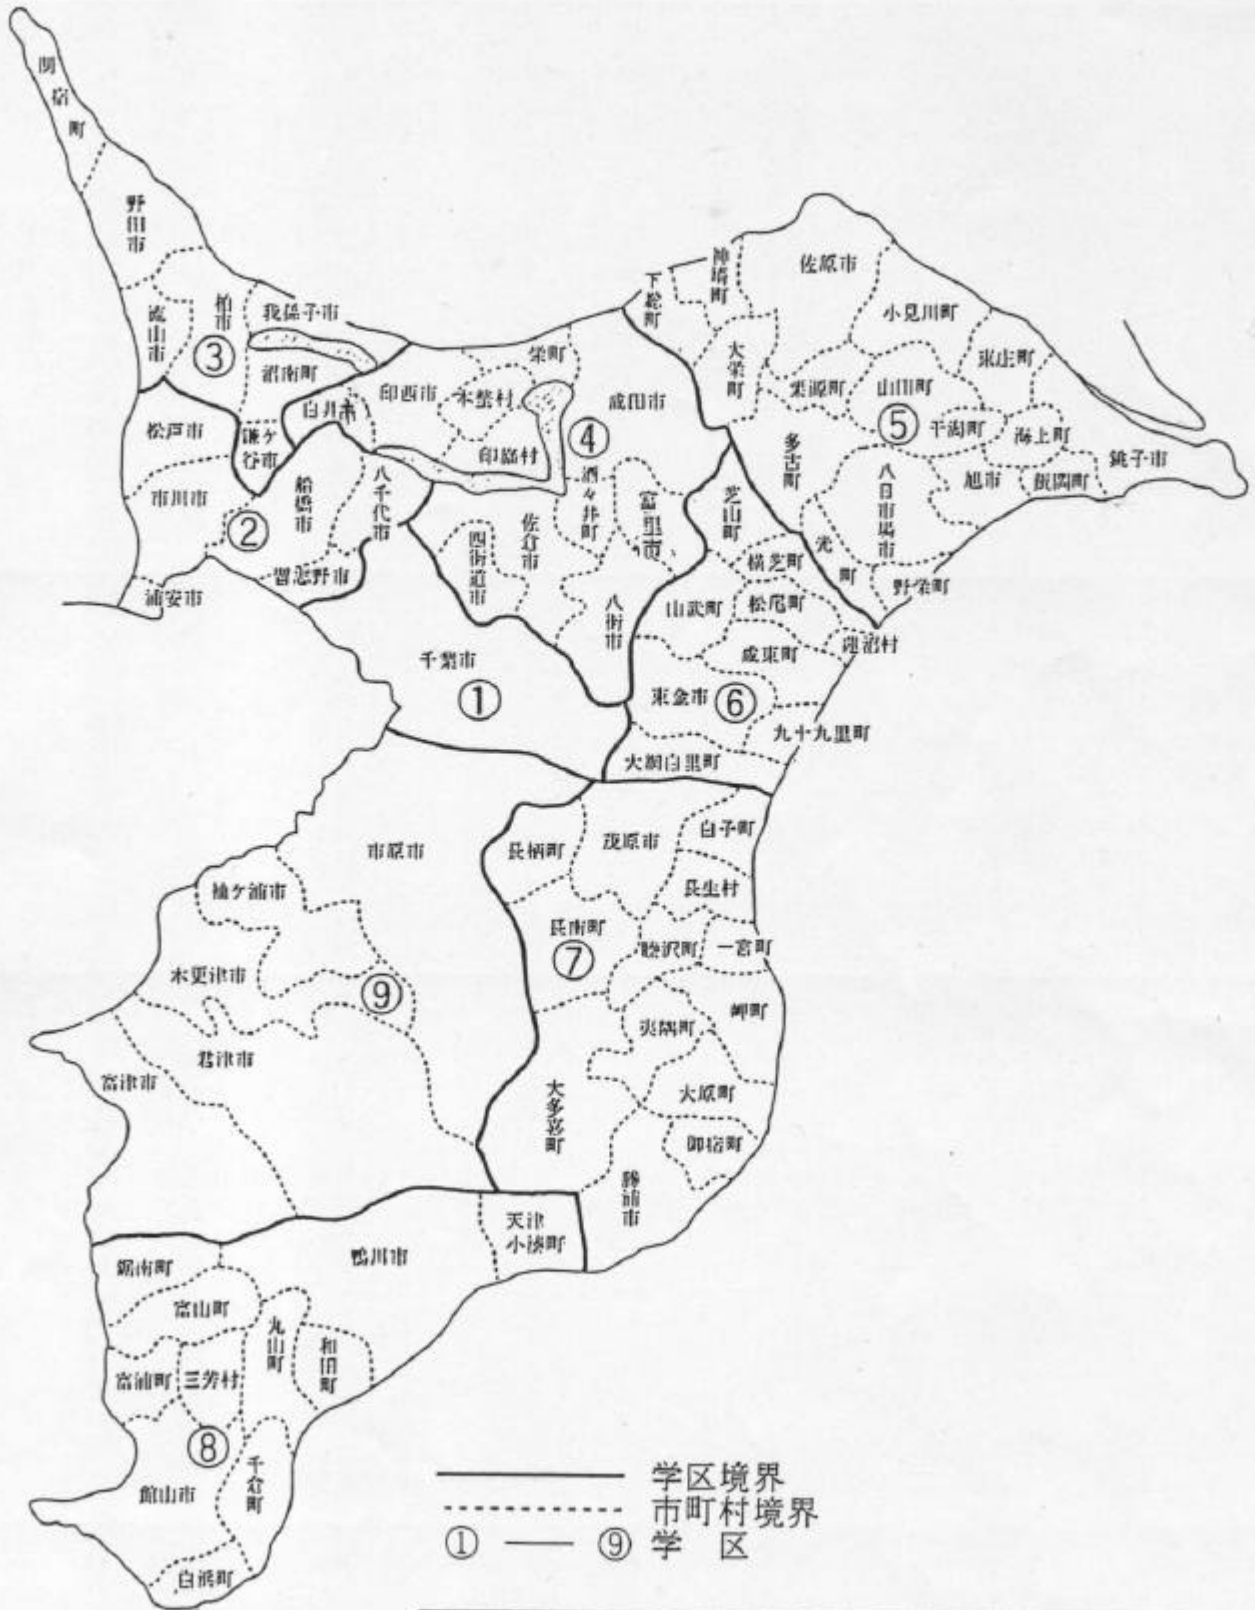 関宿町
野田市
流山市
柏市
我孫子市
③
沼南町
鎌ケ
谷市
松戸市
市川市
②
船橋市
八千代市
習志野市
浦安市
白井市
印西市
本埜村
栄町
印旛村
成田市
④
酒々井町
富里市
佐倉市
四街道市
八街市
下総町
神崎町
大栄町
佐原市
小見川町
東庄町
栗源町
山田町
⑤
干潟町
海上町
銚子市
多古町
八日市場市
旭市
飯岡町
光町
野栄町
芝山町
横芝町
山武町
松尾町
蓮沼村
成東町
東金市
⑥
九十九里町
大網白里町
千葉市
①
市原市
袖ケ浦市
木更津市
⑨
君津市
富津市
長柄町
茂原市
白子町
長生村
長南町
⑦
睦沢町
一宮町
岬町
夷隅町
大原町
大多喜町
御宿町
勝浦市
天津
小湊町
鴨川市
鋸南町
富山町
丸山町
和田町
富浦町
三芳村
⑧
館山市
千倉町
白浜町
学区境界
市町村境界
① ― ⑨ 学 区